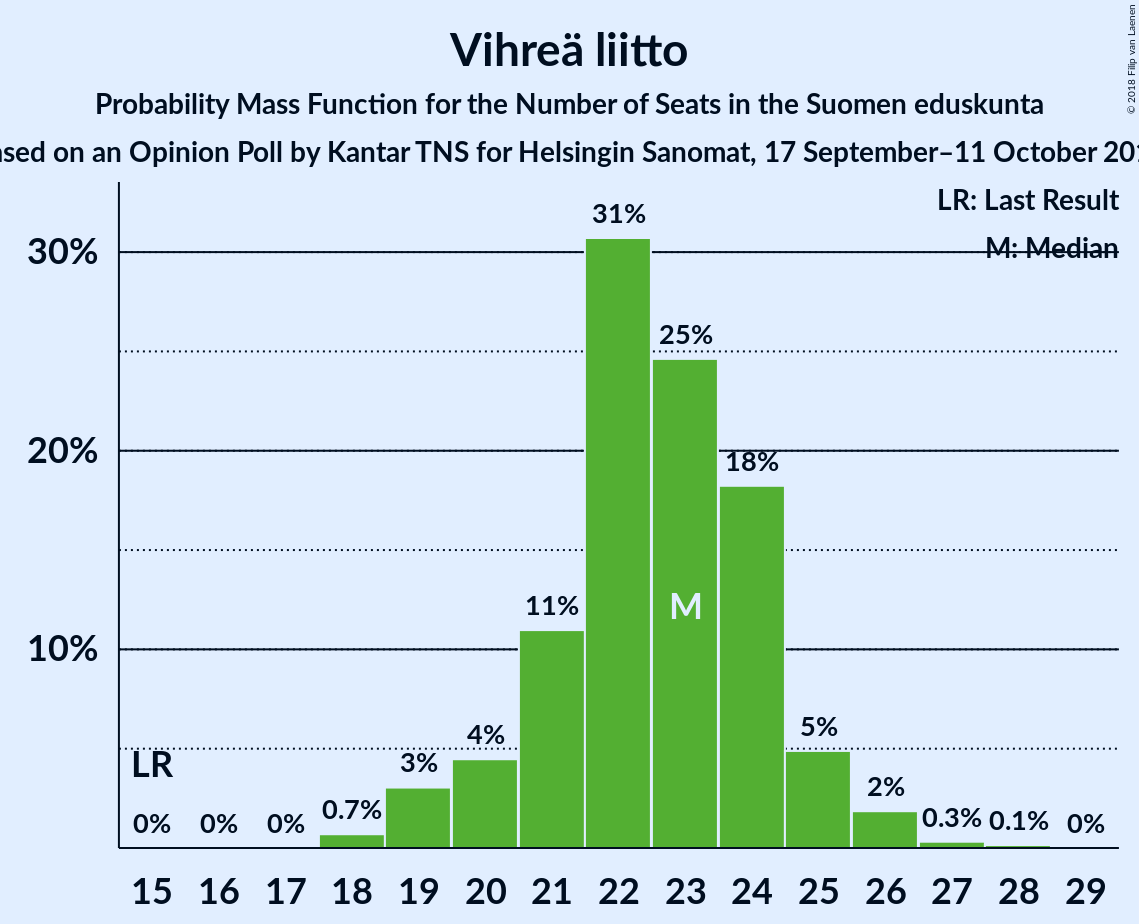 Vihreä liitto
Probability Mass Function for the Number of Seats in the Suomen eduskunta
on an Opinion Poll by Kantar TNS for Helsingin Sanomat, 17 September–11 October
© 2018 Filip van Laenen
LR: Last Result
M: Median
30%
20%
10%
31%
25%
18%
11%
M
5%
4%
3%
2%
LR
0% 0% 0% 0.7% 0.3% 0.1% 0%
15 16 17 18 19 20 21 22 23 24 25 26 27 28 29